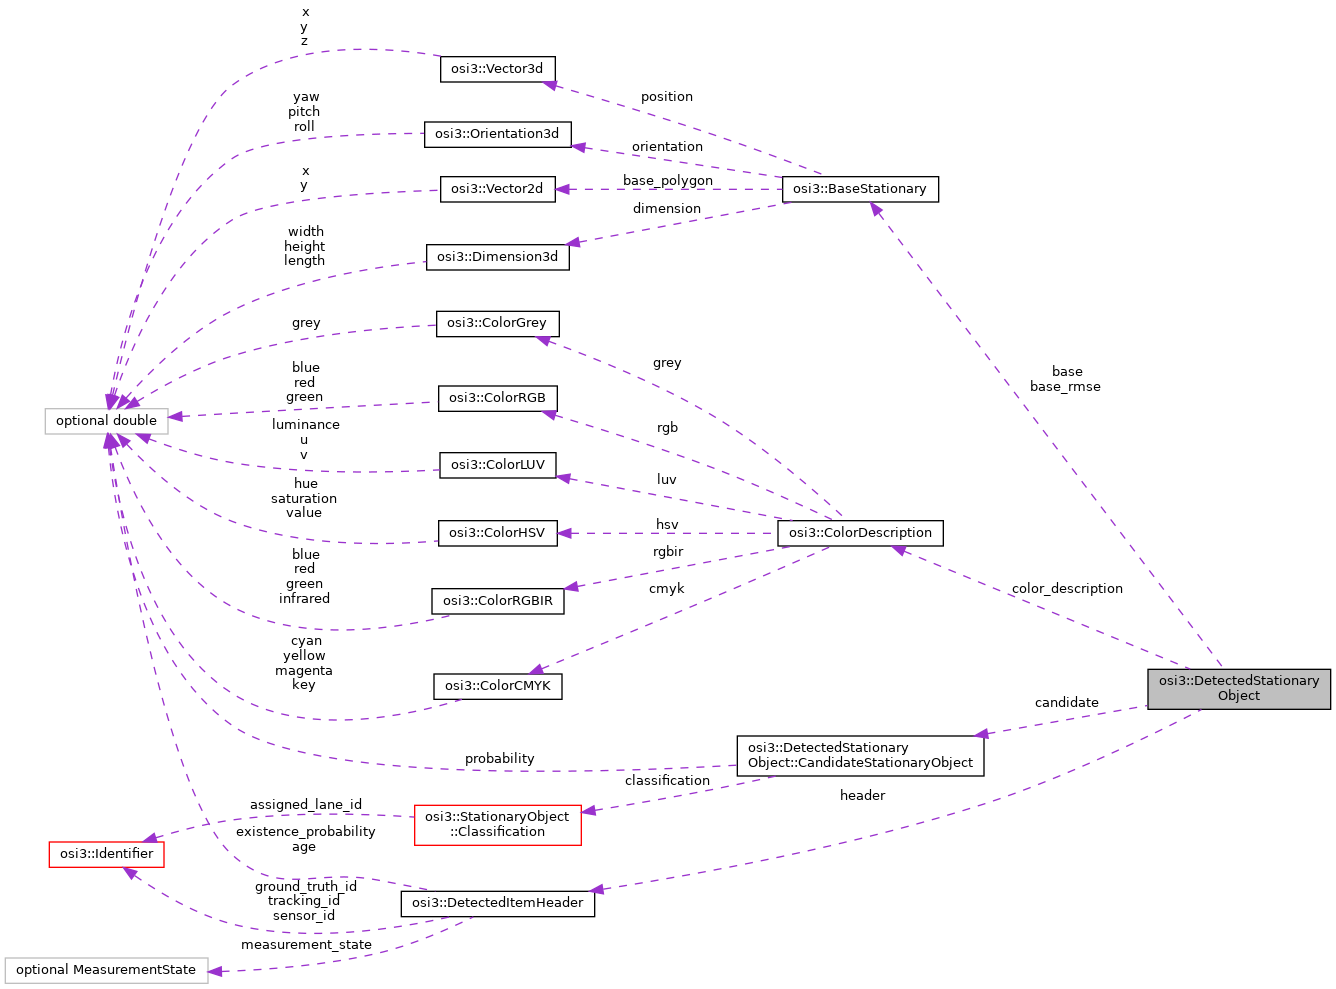 x
y
z
osi3::Vector3d
position
yaw
pitch
roll
osi3::Orientation3d
orientation
x
y
osi3::Vector2d
base_polygon
osi3::BaseStationary
dimension
width
height
length
osi3::Dimension3d
grey
osi3::ColorGrey
grey
base
base_rmse
blue
red
green
osi3::ColorRGB
rgb
optional double
luminance
u
v
osi3::ColorLUV
luv
hue
saturation
value
osi3::ColorHSV
hsv
osi3::ColorDescription
rgbir
blue
red
green
infrared
osi3::ColorRGBIR
cmyk
color_description
cyan
yellow
magenta
key
osi3::ColorCMYK
osi3::DetectedStationary
Object
candidate
probability
osi3::DetectedStationary
Object::CandidateStationaryObject
classification
header
assigned_lane_id
osi3::StationaryObject
::Classification
existence_probability
age
osi3::Identifier
ground_truth_id
tracking_id
sensor_id
osi3::DetectedItemHeader
measurement_state
optional MeasurementState